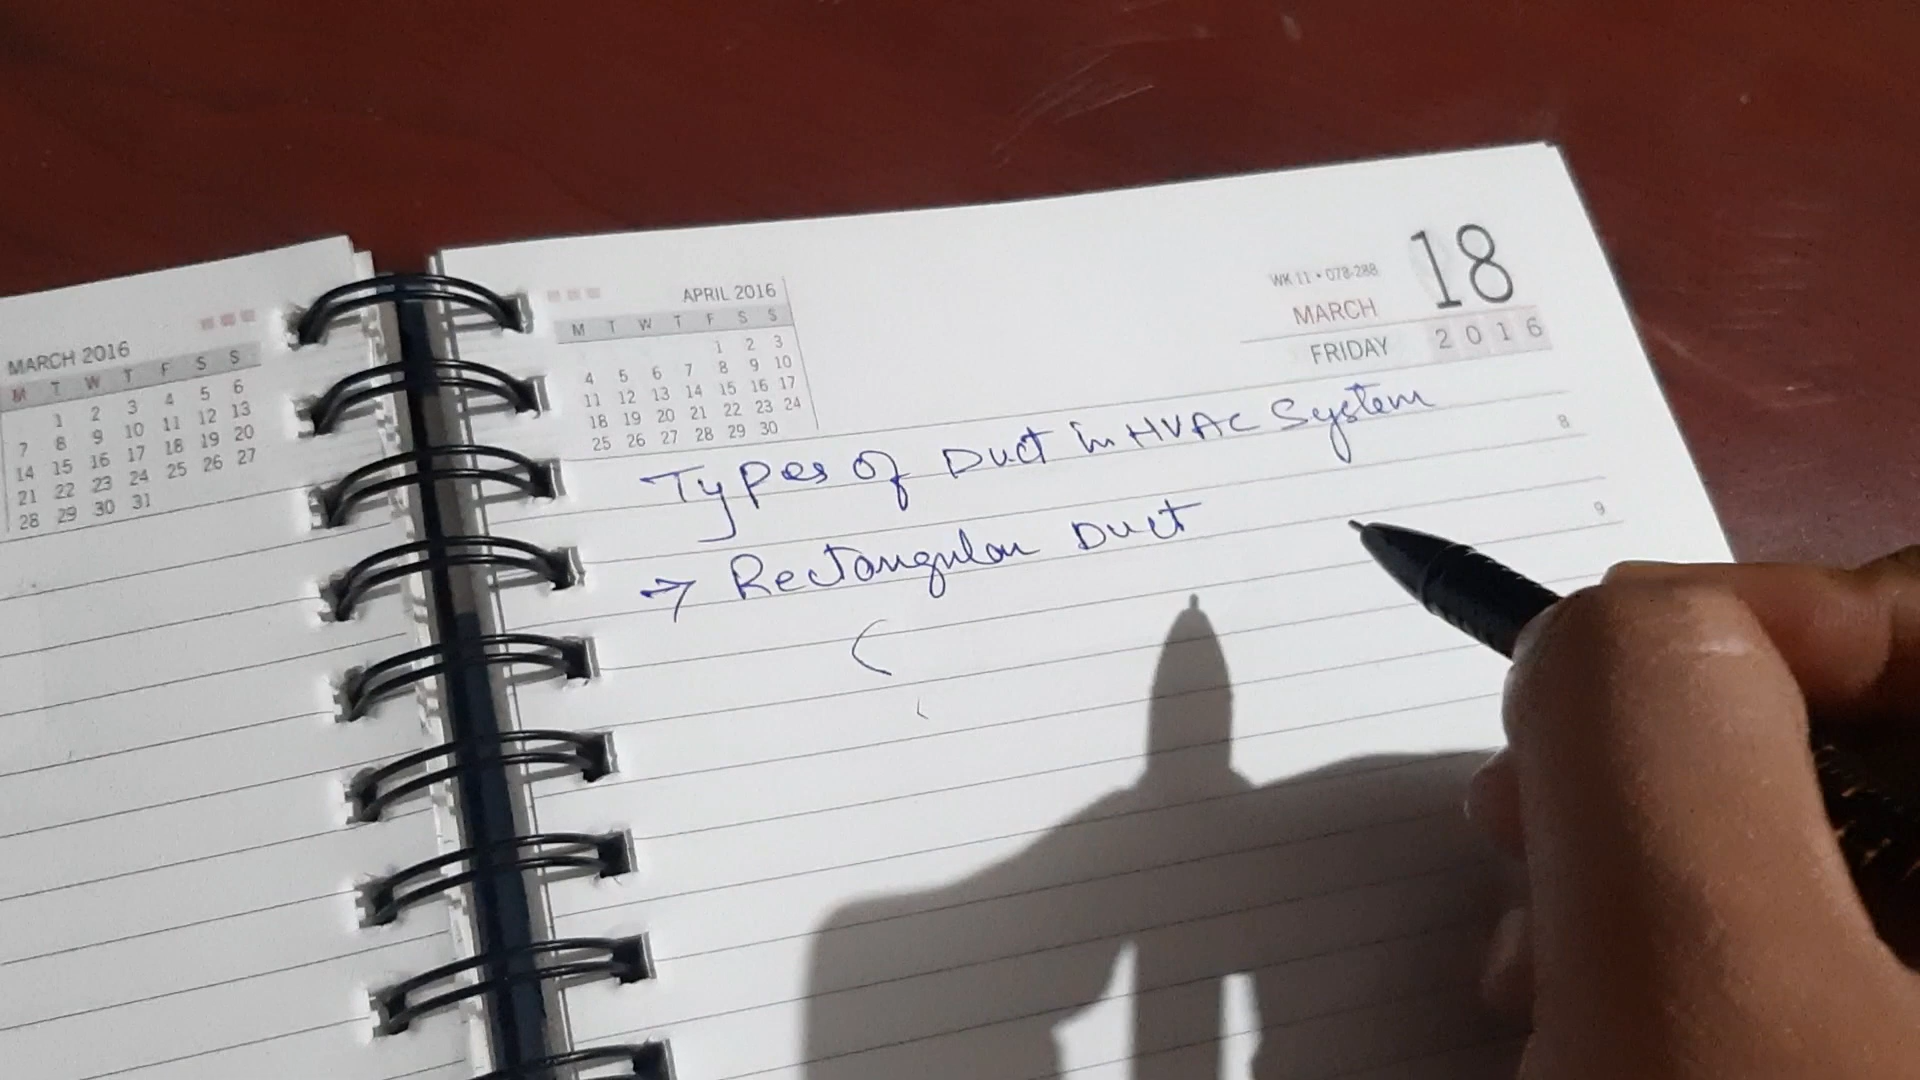 MARCH 2016
M T W T F S S
1 2 3 4 5 6
7 8 9 10 11 12 13
14 15 16 17 18 19 20
21 22 23 24 25 26 27
28 29 30 31
APRIL 2016
M T W T F S S
1 2 3
4 5 6 7 8 9 10
11 12 13 14 15 16 17
18 19 20 21 22 23 24
25 26 27 28 29 30
WK 11 • 078-288
18
MARCH
FRIDAY
2016
8
Types of Duct in HVAC System
9
→ Rectangular Duct
(